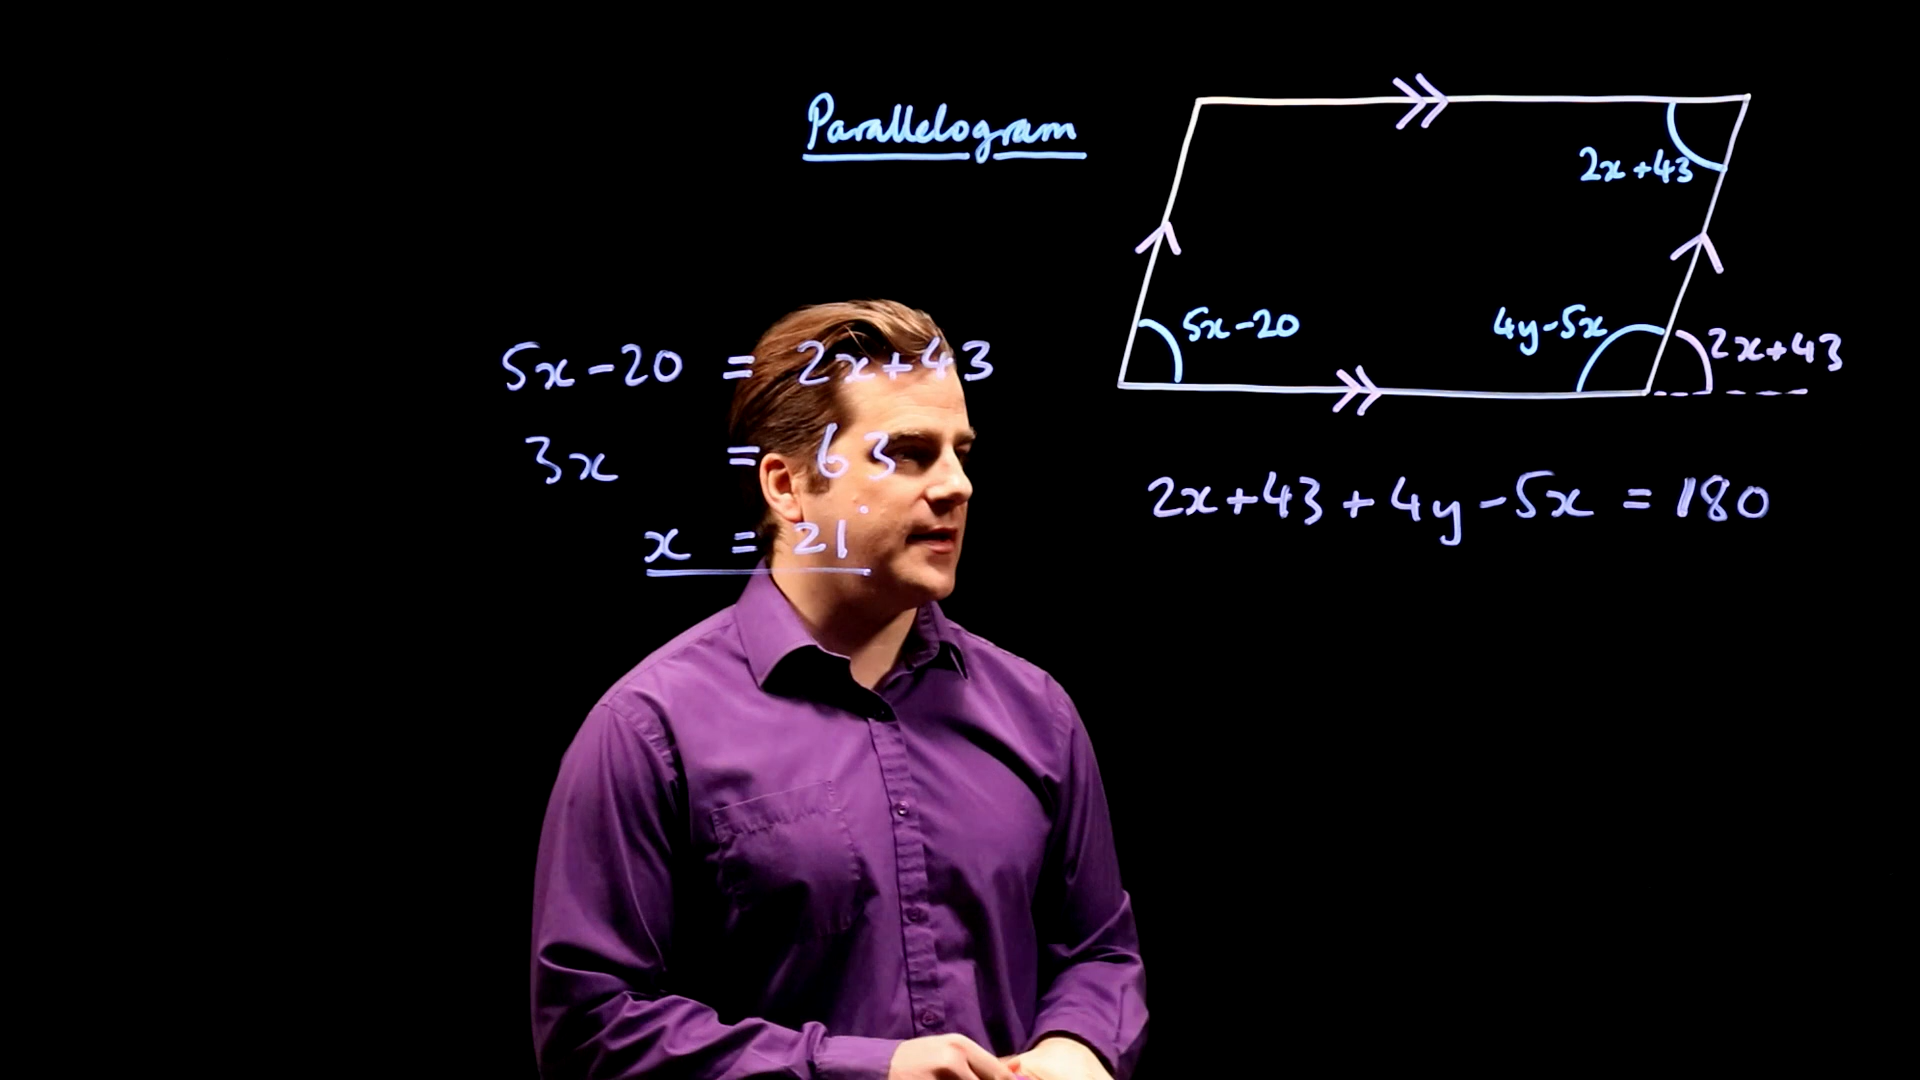 Parallelogram
2x+43
5x-20
4y-5x
2x+43
5x-20 = 2x+43
3x = 63
x = 21°
2x+43+4y-5x = 180